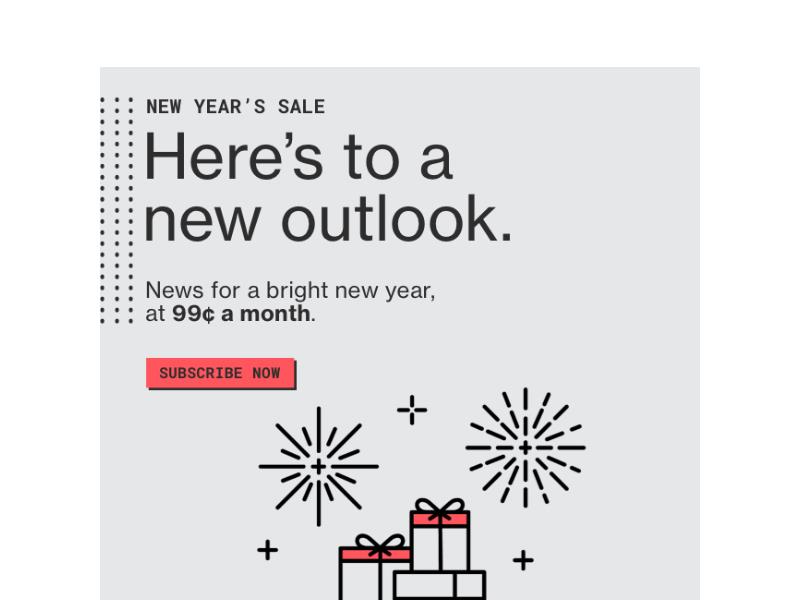 NEW YEAR’S SALE
Here’s to a
new outlook.
News for a bright new year,
at 99¢ a month.
SUBSCRIBE NOW